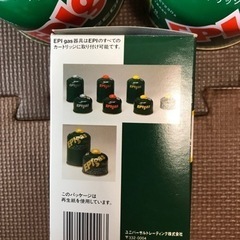 EPI gas器具はEPIのすべての
カートリッジに取り付け可能です。
EPIgas
このパッケージは
再生紙を使用しています。
ユニバーサルトレーディング株式会社
〒332-0004